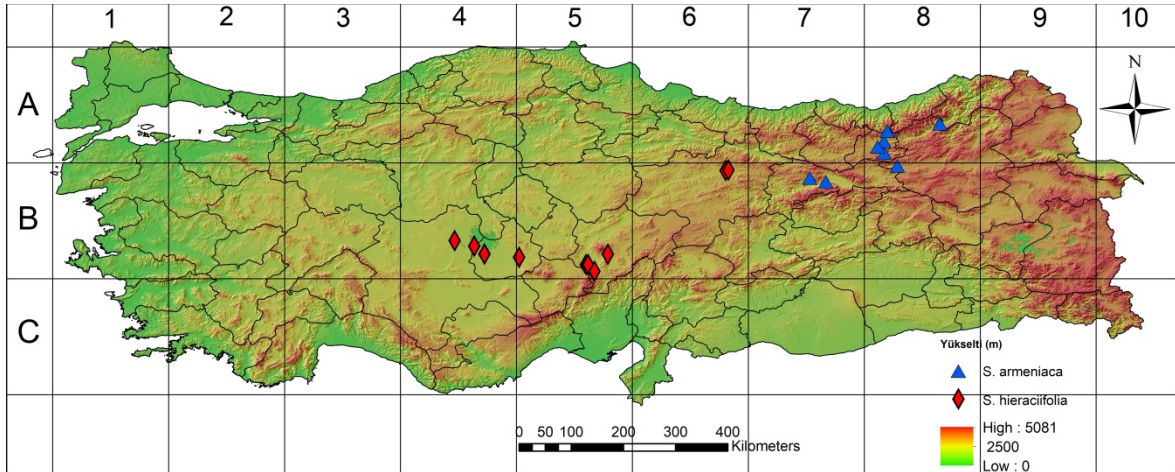 1 2 3 4 5 6 7 8 9 10
N
A
B
C
Yükselti (m)
S. armeniaca
S. hieraciifolia
High : 5081
2500
Low : 0
0 50 100 200 300 400
Kilometers